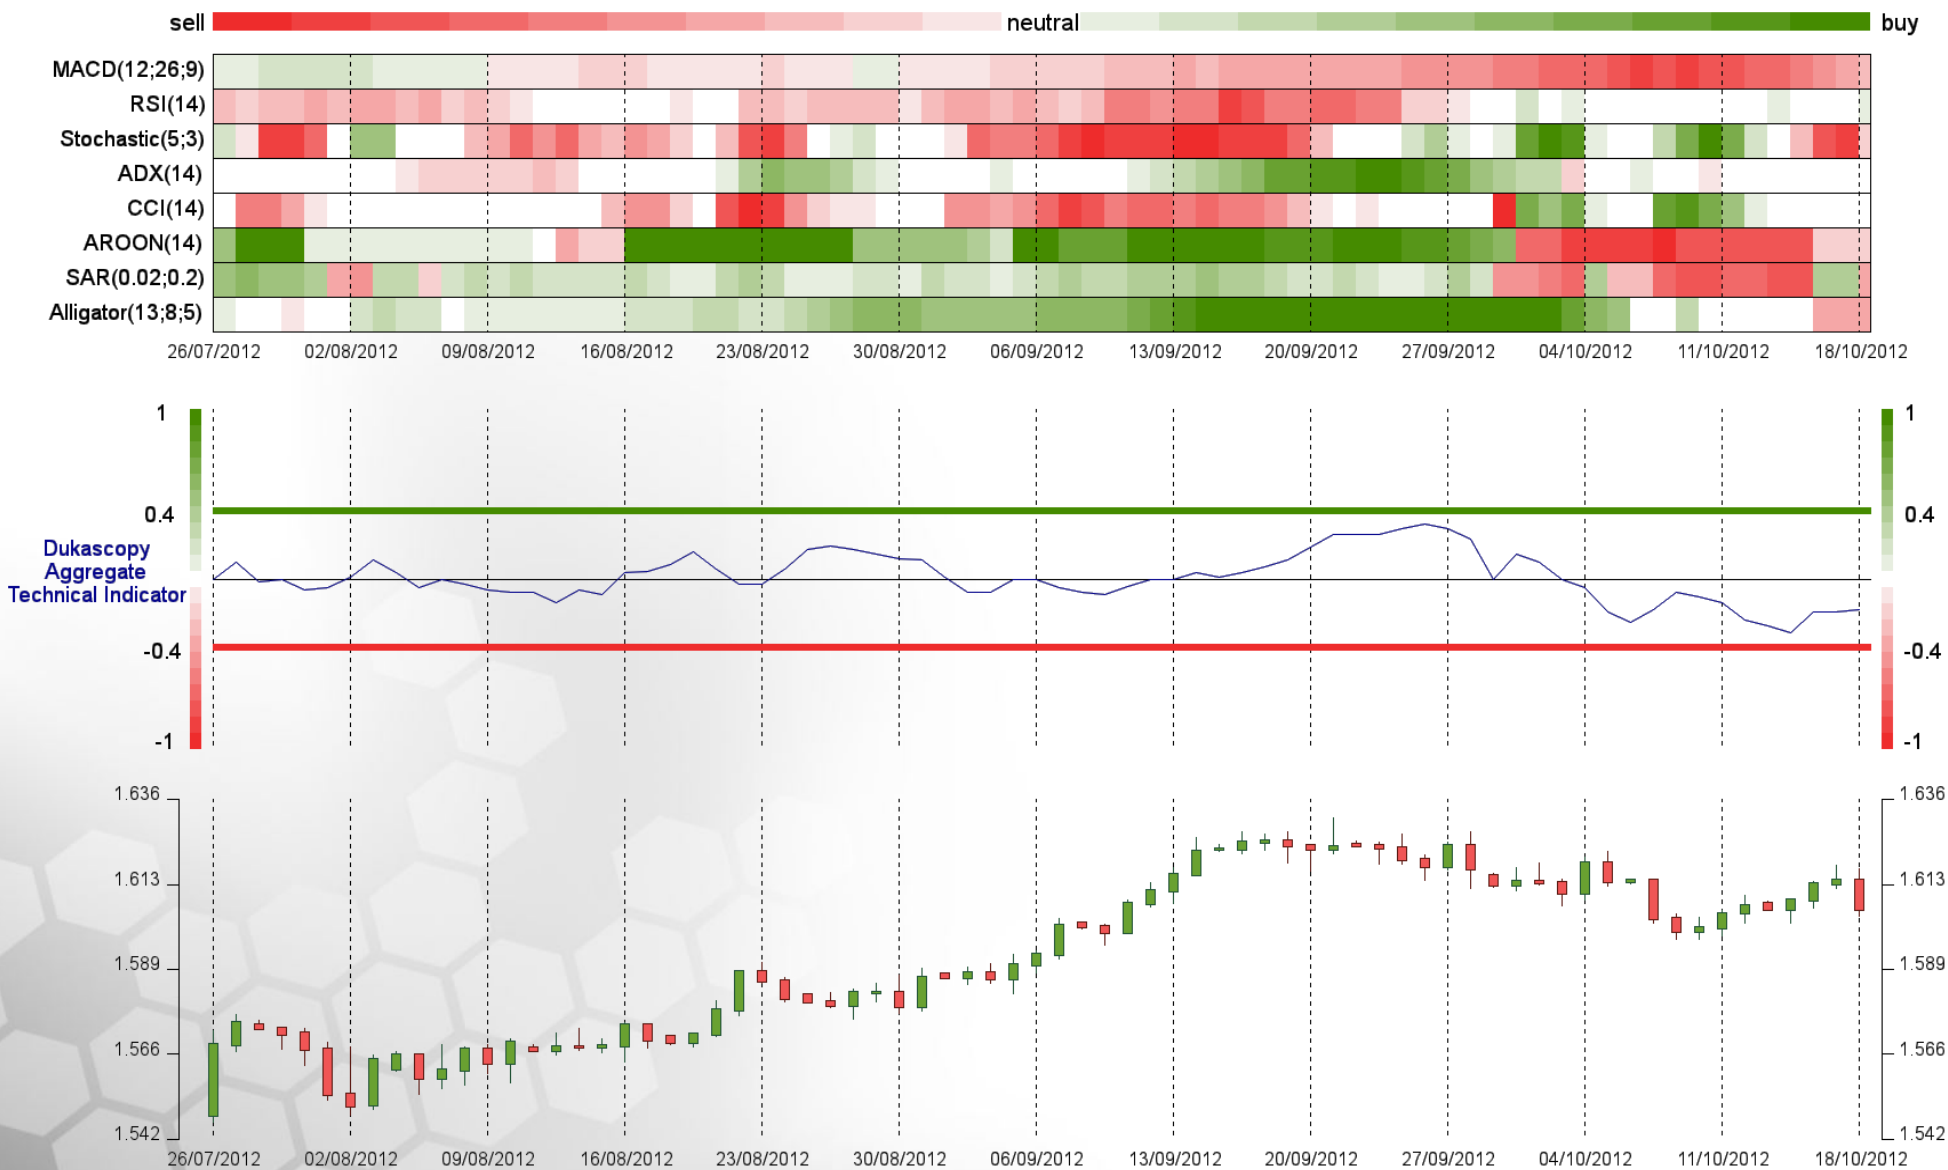 sell neutral buy
MACD(12;26;9)
RSI(14)
Stochastic(5;3)
ADX(14)
CCI(14)
AROON(14)
SAR(0.02;0.2)
Alligator(13;8;5)
26/07/2012 02/08/2012 09/08/2012 16/08/2012 23/08/2012 30/08/2012 06/09/2012 13/09/2012 20/09/2012 27/09/2012 04/10/2012 11/10/2012 18/10/2012
1 1
0.4 0.4
Dukascopy
Aggregate
Technical Indicator
-0.4 -0.4
-1 -1
1.636 1.636
1.613 1.613
1.589 1.589
1.566 1.566
1.542 1.542
26/07/2012 02/08/2012 09/08/2012 16/08/2012 23/08/2012 30/08/2012 06/09/2012 13/09/2012 20/09/2012 27/09/2012 04/10/2012 11/10/2012 18/10/2012